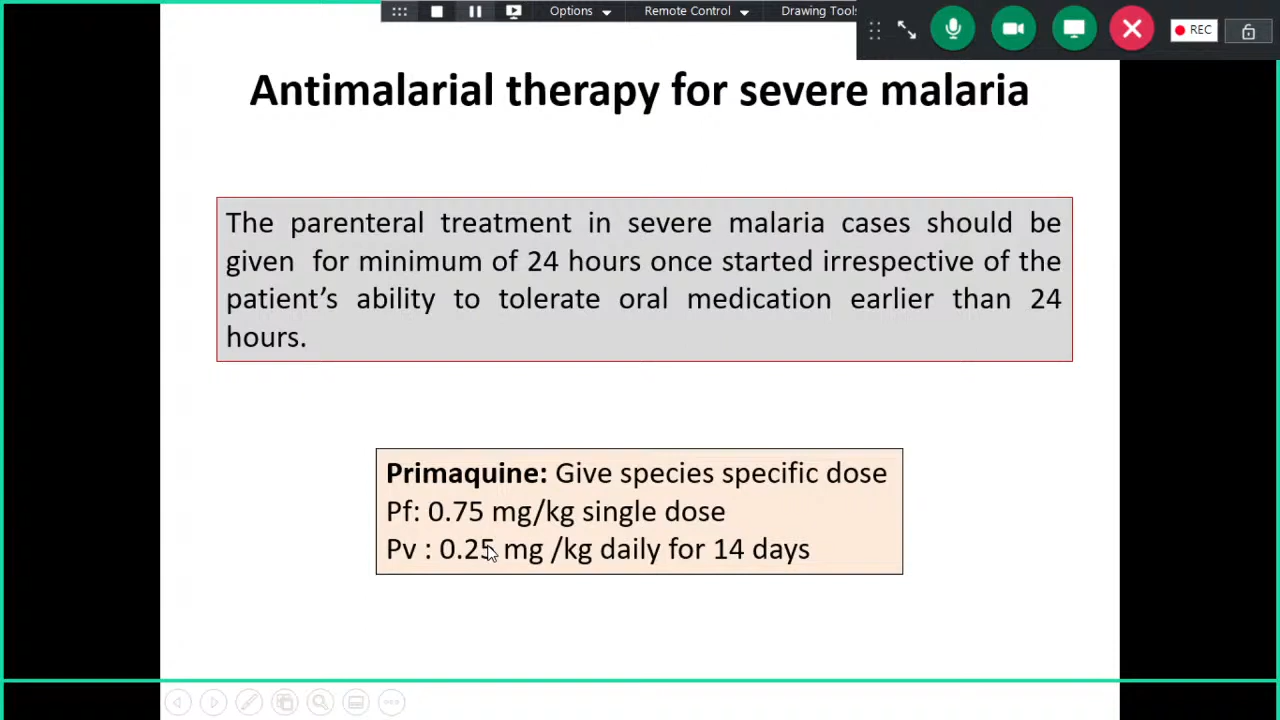 Options
Remote Control
Drawing Tools
REC
Antimalarial therapy for severe malaria
The parenteral treatment in severe malaria cases should be
given for minimum of 24 hours once started irrespective of the
patient’s ability to tolerate oral medication earlier than 24
hours.
Primaquine: Give species specific dose
Pf: 0.75 mg/kg single dose
Pv : 0.25 mg /kg daily for 14 days